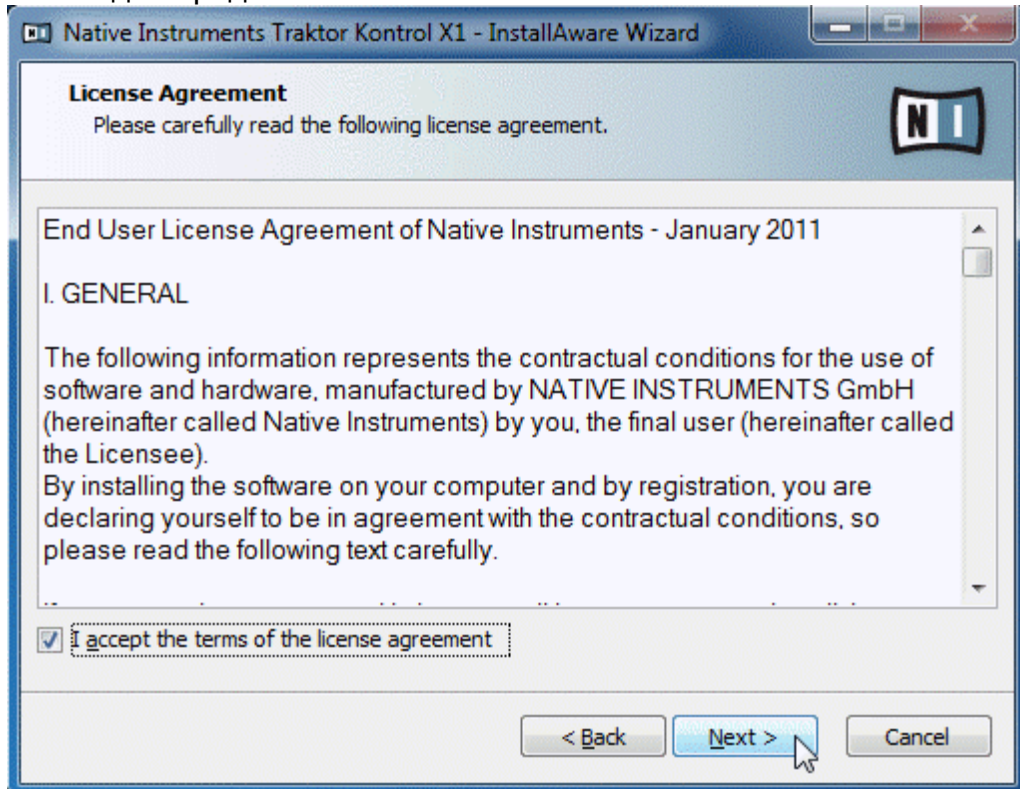 Native Instruments Traktor Kontrol X1 - InstallAware Wizard
License Agreement
Please carefully read the following license agreement.
N I
End User License Agreement of Native Instruments - January 2011
I. GENERAL
The following information represents the contractual conditions for the use of
software and hardware, manufactured by NATIVE INSTRUMENTS GmbH
(hereinafter called Native Instruments) by you, the final user (hereinafter called
the Licensee).
By installing the software on your computer and by registration, you are
declaring yourself to be in agreement with the contractual conditions, so
please read the following text carefully.
I accept the terms of the license agreement
< Back
Next >
Cancel